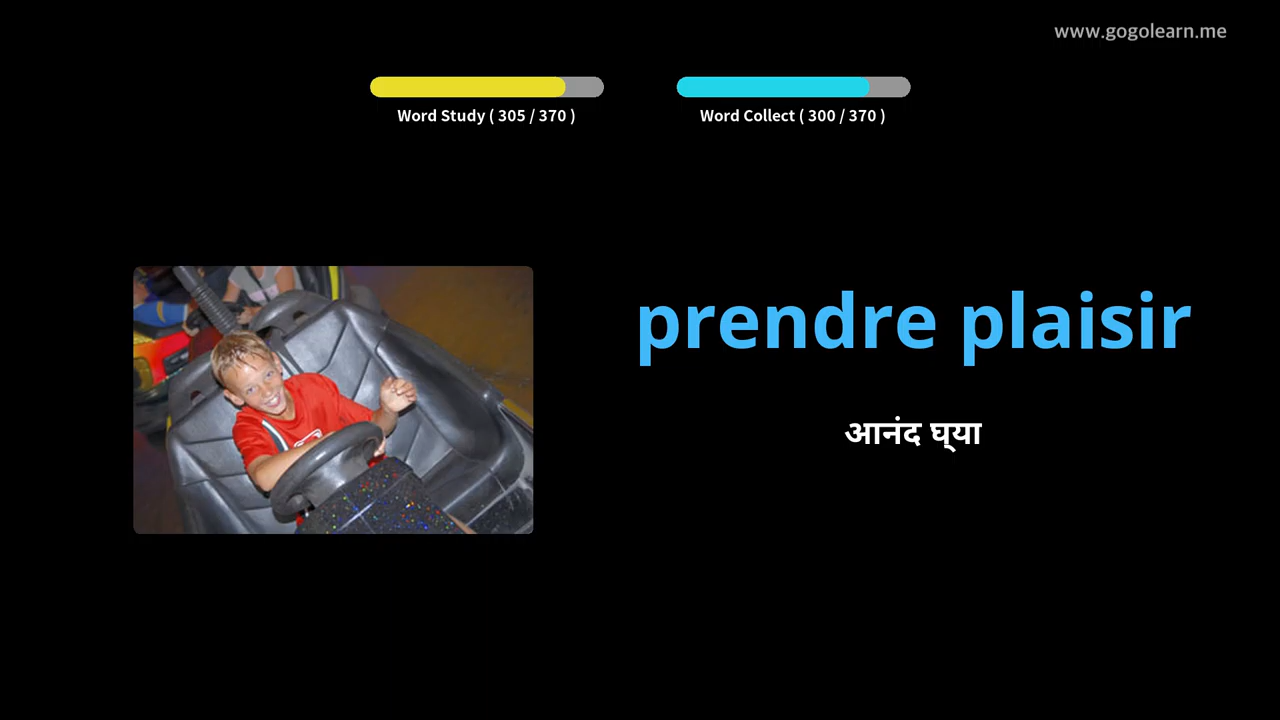 www.gogolearn.me
Word Study ( 305 / 370 )
Word Collect ( 300 / 370 )
prendre plaisir
आनंद घ्या